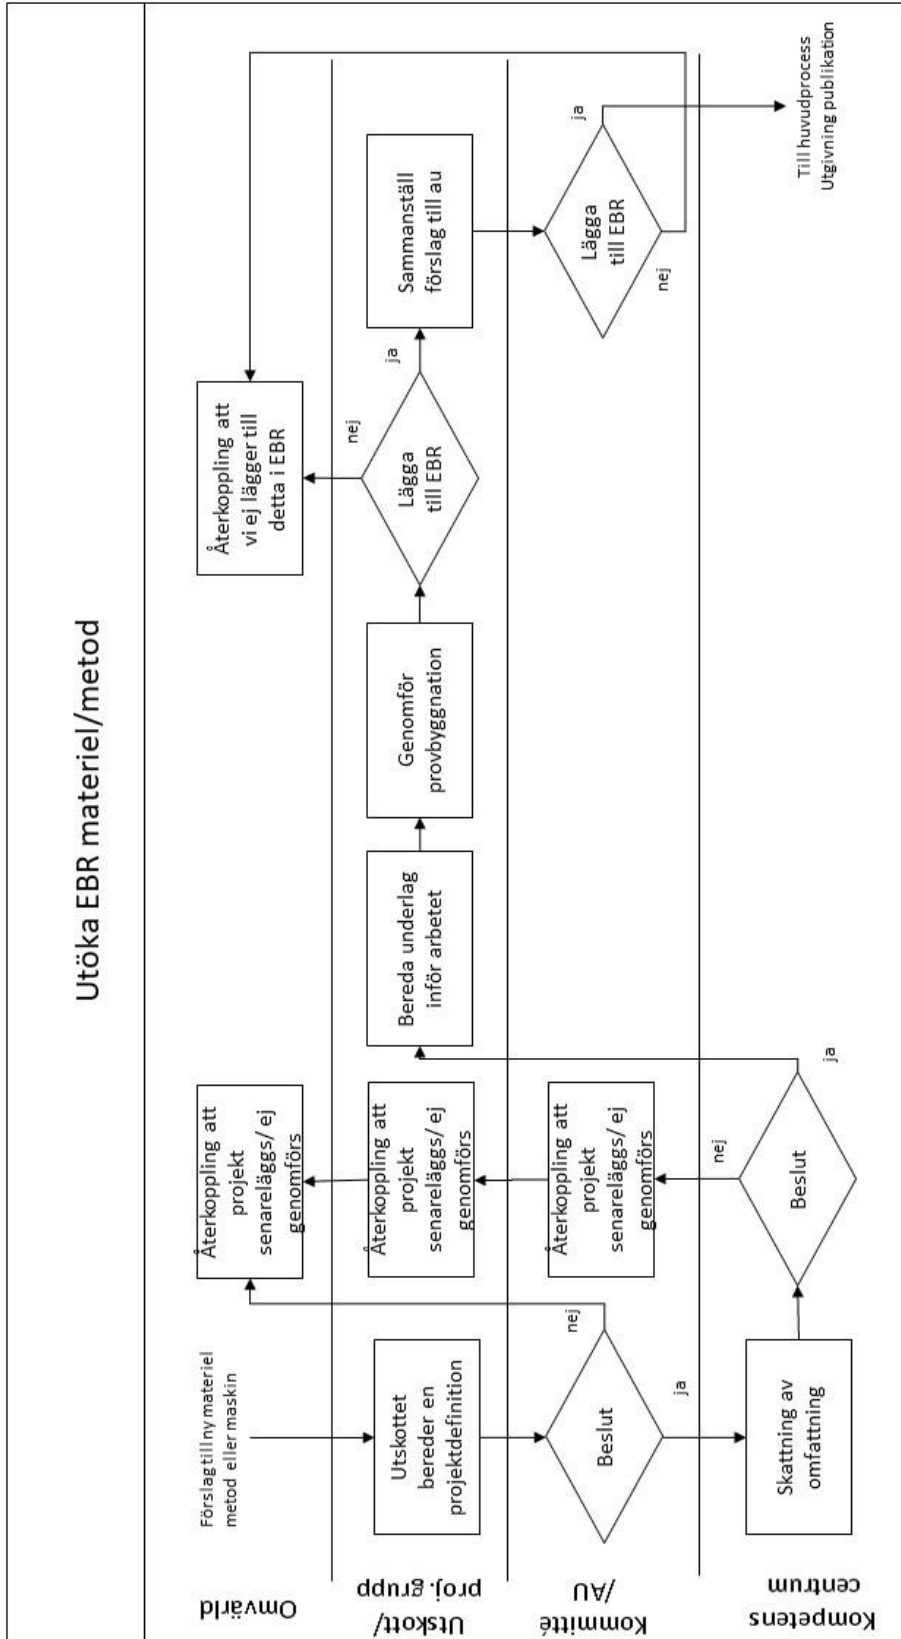 Utöka EBR materiel/metod
Omvärld
Förslag till ny materiel
metod eller maskin
Återkoppling att
projekt
senareläggs/ ej
genomförs
Återkoppling att
vi ej lägger till
detta i EBR
Utskott/
proj.grupp
Utskottet
bereder en
projektdefinition
Återkoppling att
projekt
senareläggs/ ej
genomförs
Bereda underlag
inför arbetet
Genomför
provbyggnation
Lägga
till EBR
nej
ja
Sammanställ
förslag till au
Kommitté
/AU
Beslut
nej
ja
Återkoppling att
projekt
senareläggs/ ej
genomförs
Lägga
till EBR
nej
ja
Kompetens
centrum
Skattning av
omfattning
Beslut
nej
ja
Till huvudprocess
Utgivning publikation